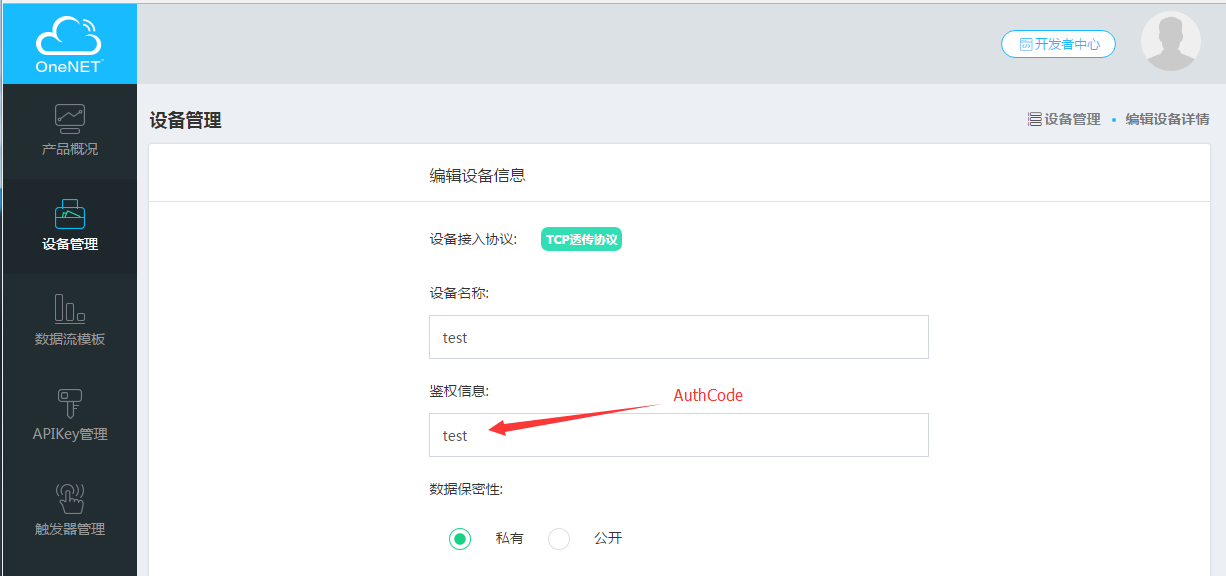 OneNET
开发者中心
设备管理
设备管理 • 编辑设备详情
产品概况
设备管理
数据流模板
APIKey管理
触发器管理
编辑设备信息
设备接入协议: TCP透传协议
设备名称:
test
鉴权信息:
AuthCode
test
数据保密性:
私有 公开